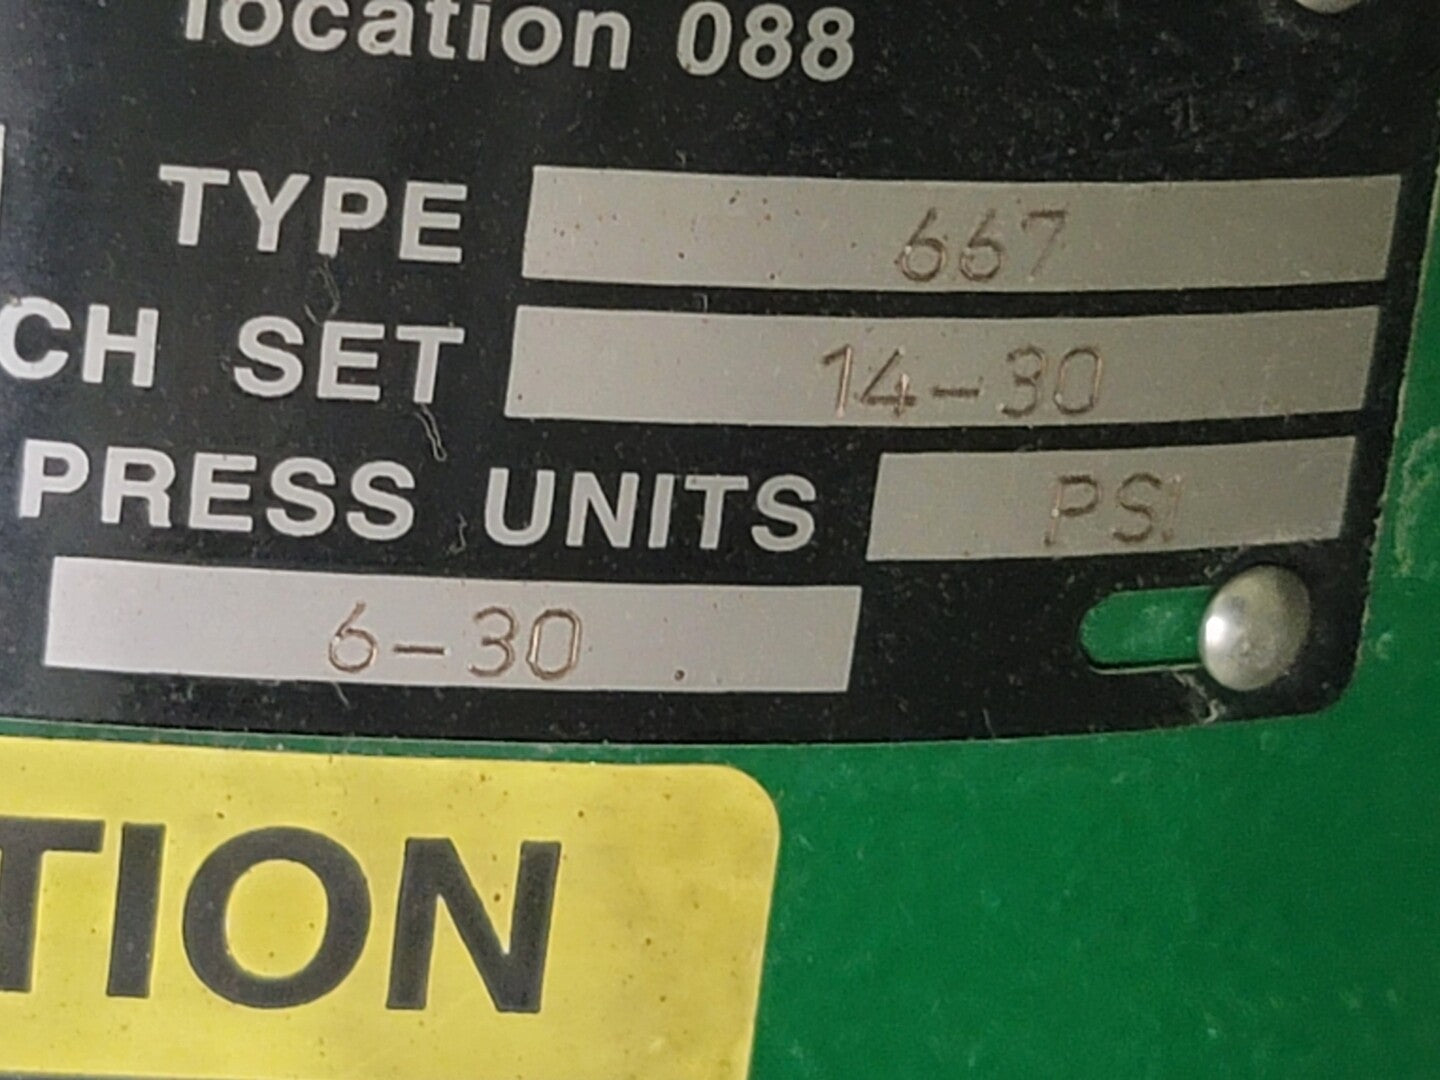 location 088
TYPE 667
CH SET 14-30
PRESS UNITS PSI
6-30
TION